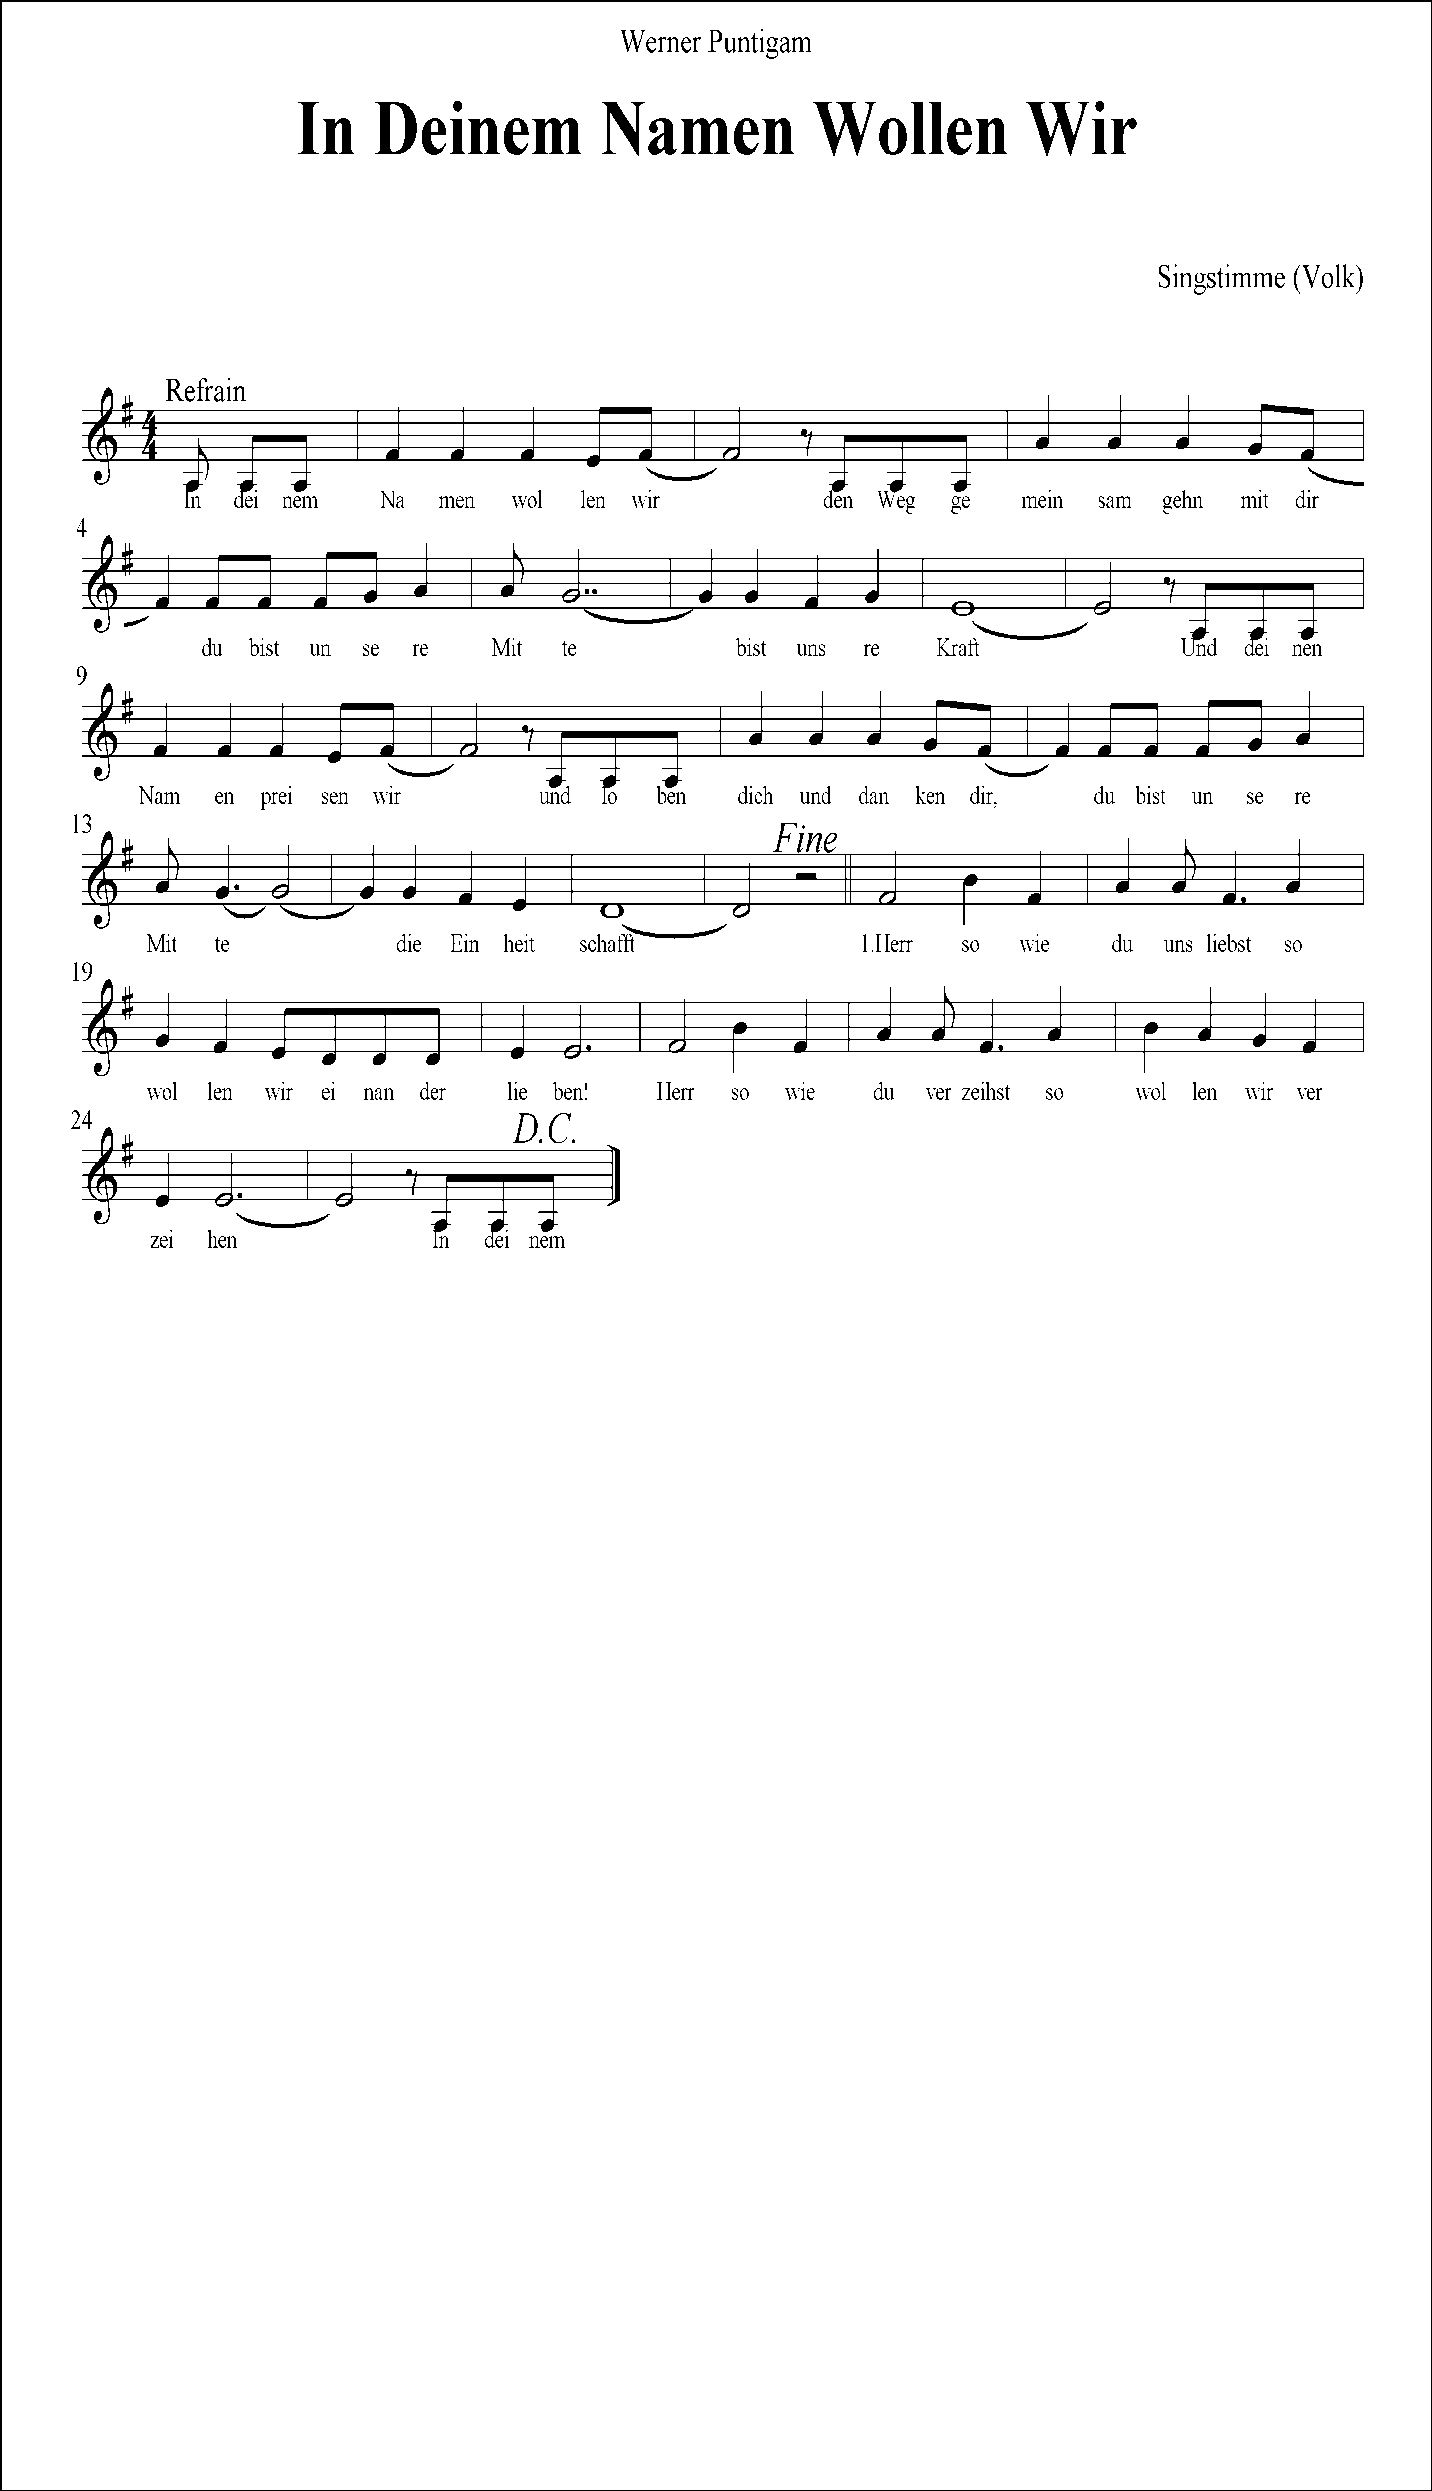 Werner Puntigam
In Deinem Namen Wollen Wir
Singstimme (Volk)
Refrain
4
4
In dei nem Na men wol len wir den Weg ge mein sam gehn mit dir
4
du bist un se re Mit te bist uns re Kraft Und dei nen
9
Nam en prei sen wir und lo ben dich und dan ken dir, du bist un se re
13
Fine
Mit te die Ein heit schafft 1.Herr so wie du uns liebst so
19
wol len wir ei nan der lie ben! Herr so wie du ver zeihst so wol len wir ver
24
D.C.
zei hen In dei nem